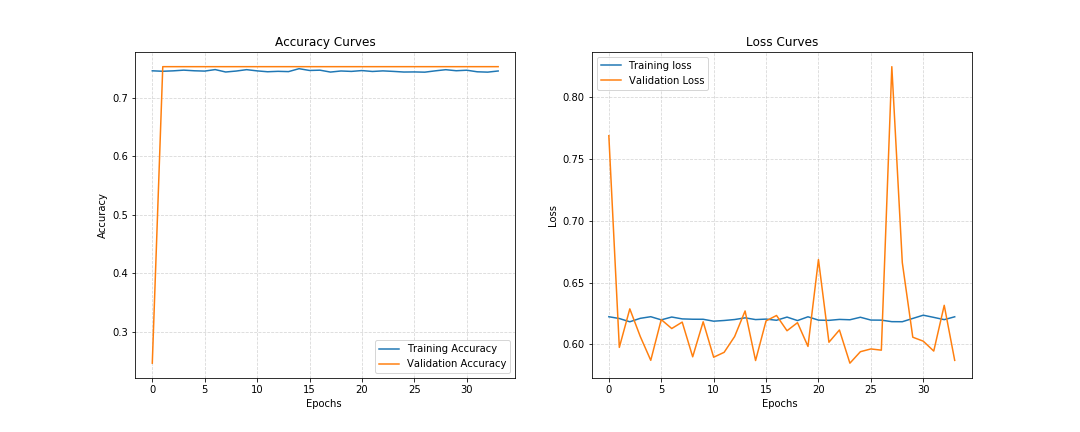 Accuracy Curves
Accuracy
0.7
0.6
0.5
0.4
0.3
0 5 10 15 20 25 30
Epochs
Training Accuracy
Validation Accuracy
Loss Curves
Loss
0.80
0.75
0.70
0.65
0.60
0 5 10 15 20 25 30
Epochs
Training loss
Validation Loss